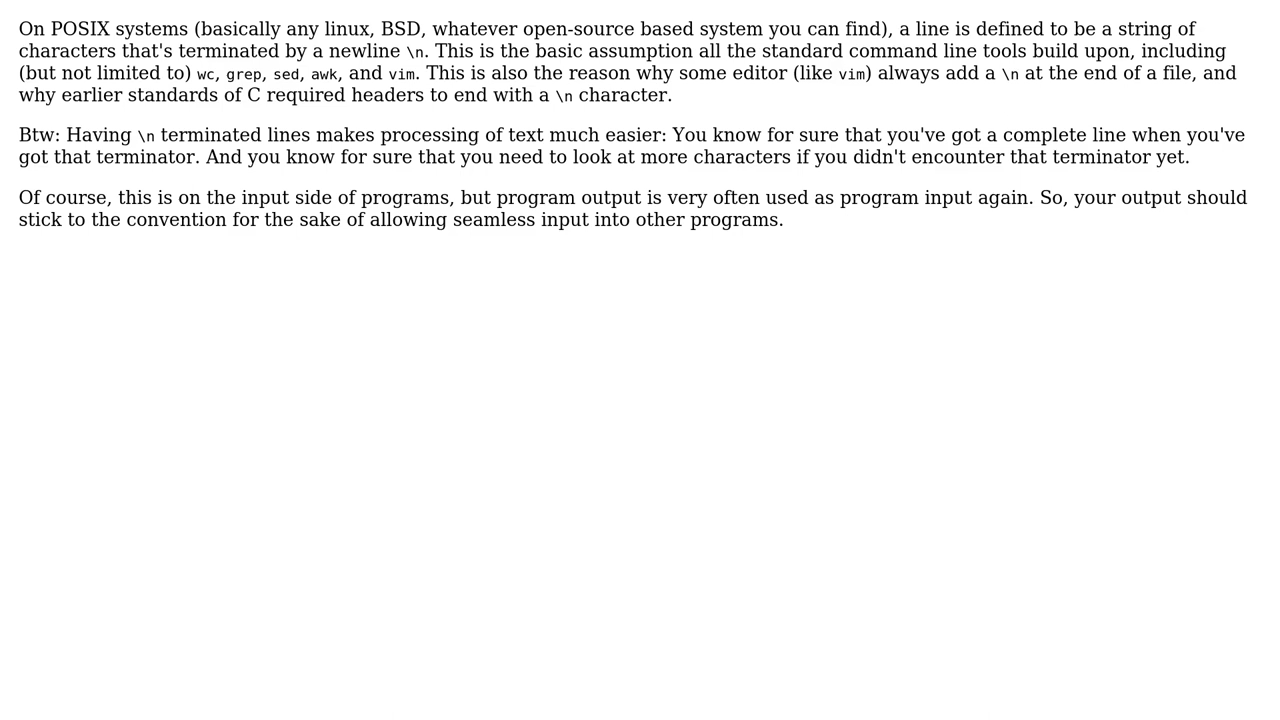 On POSIX systems (basically any linux, BSD, whatever open-source based system you can find), a line is defined to be a string of
characters that's terminated by a newline \n. This is the basic assumption all the standard command line tools build upon, including
(but not limited to) wc, grep, sed, awk, and vim. This is also the reason why some editor (like vim) always add a \n at the end of a file, and
why earlier standards of C required headers to end with a \n character.
Btw: Having \n terminated lines makes processing of text much easier: You know for sure that you've got a complete line when you've
got that terminator. And you know for sure that you need to look at more characters if you didn't encounter that terminator yet.
Of course, this is on the input side of programs, but program output is very often used as program input again. So, your output should
stick to the convention for the sake of allowing seamless input into other programs.